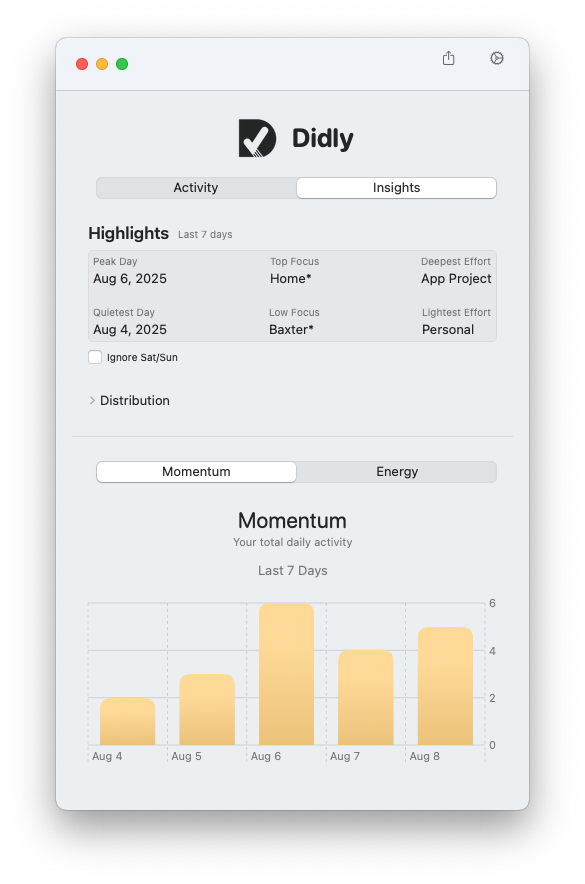 Didly
Activity Insights
Highlights Last 7 days
Peak Day Top Focus Deepest Effort
Aug 6, 2025 Home* App Project
Quietest Day Low Focus Lightest Effort
Aug 4, 2025 Baxter* Personal
Ignore Sat/Sun
Distribution
Momentum Energy
Momentum
Your total daily activity
Last 7 Days
6
4
2
0
Aug 4 Aug 5 Aug 6 Aug 7 Aug 8